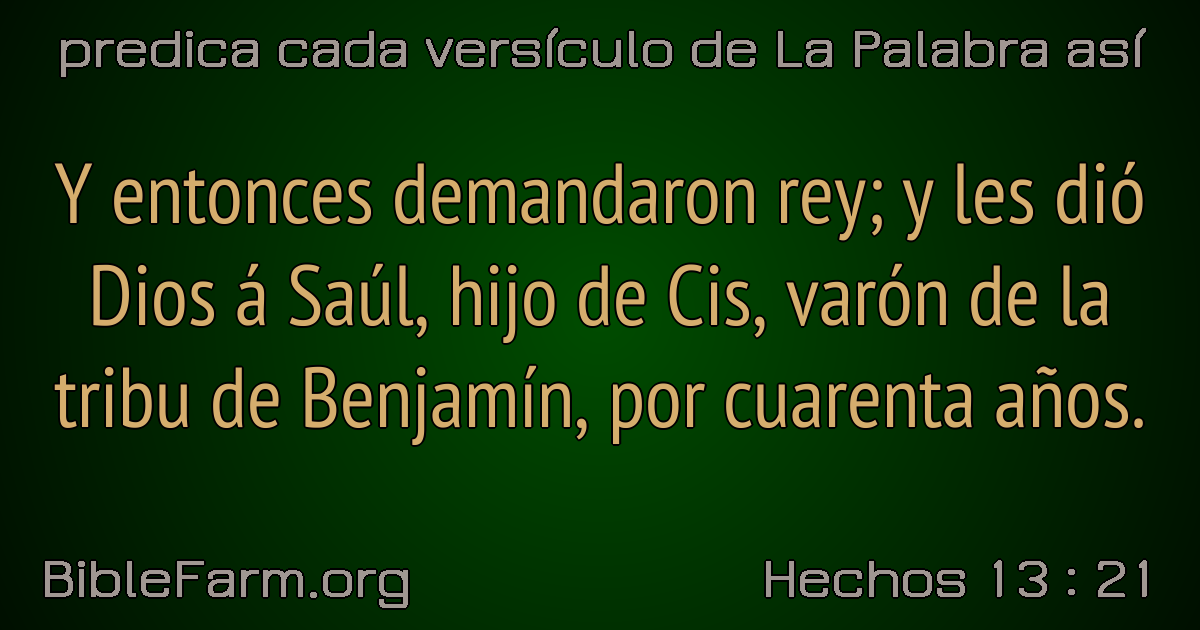 predica cada versículo de La Palabra así
Y entonces demandaron rey; y les dió
Dios á Saúl, hijo de Cis, varón de la
tribu de Benjamín, por cuarenta años.
BibleFarm.org
Hechos 13 : 21